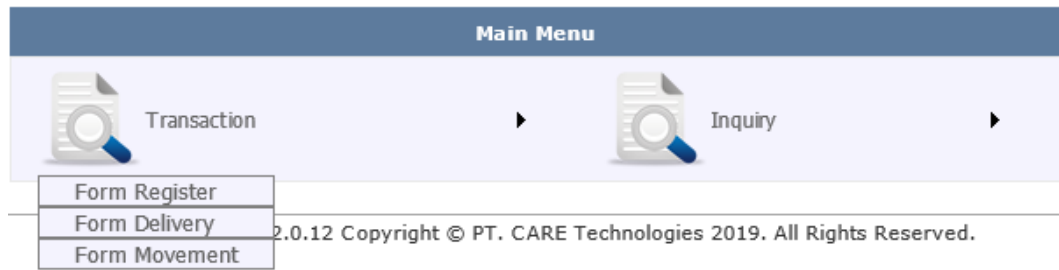 Main Menu
Transaction
Inquiry
Form Register
Form Delivery
2.0.12 Copyright © PT. CARE Technologies 2019. All Rights Reserved.
Form Movement